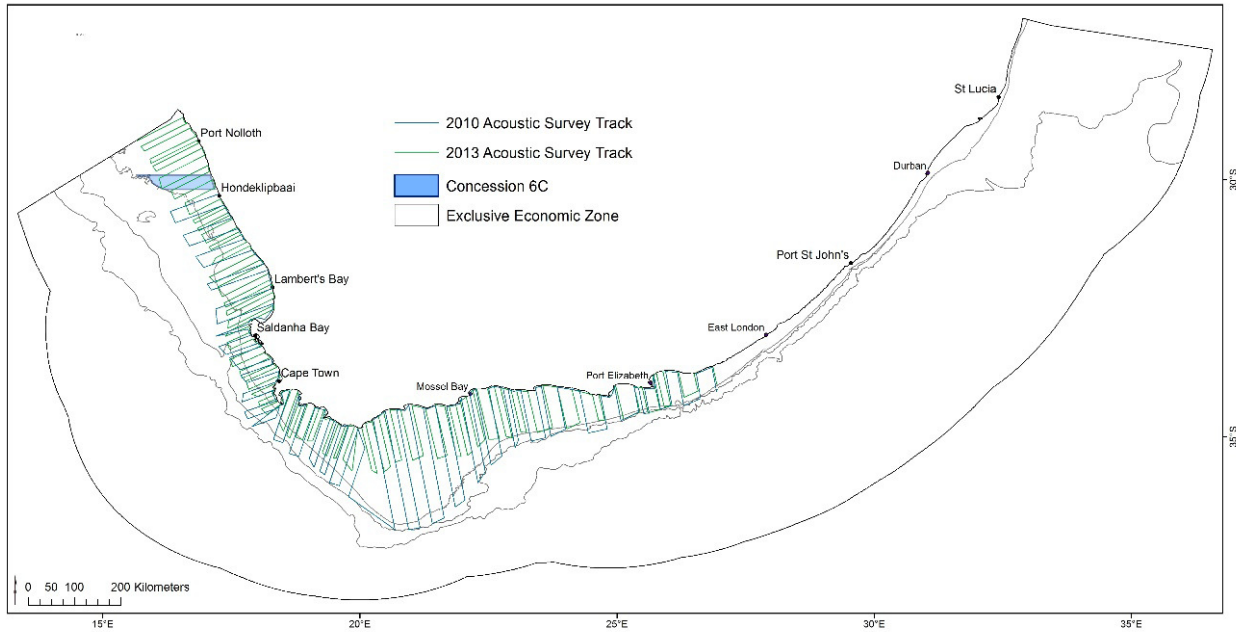 St Lucia
Port Nolloth
2010 Acoustic Survey Track
2013 Acoustic Survey Track
Durban
Concession 6C
Hondeklipbaai
Exclusive Economic Zone
30°S
Port St John's
Lambert's Bay
Saldanha Bay
East London
Cape Town
Mossel Bay
Port Elizabeth
35°S
0 50 100 200 Kilometers
15°E 20°E 25°E 30°E 35°E